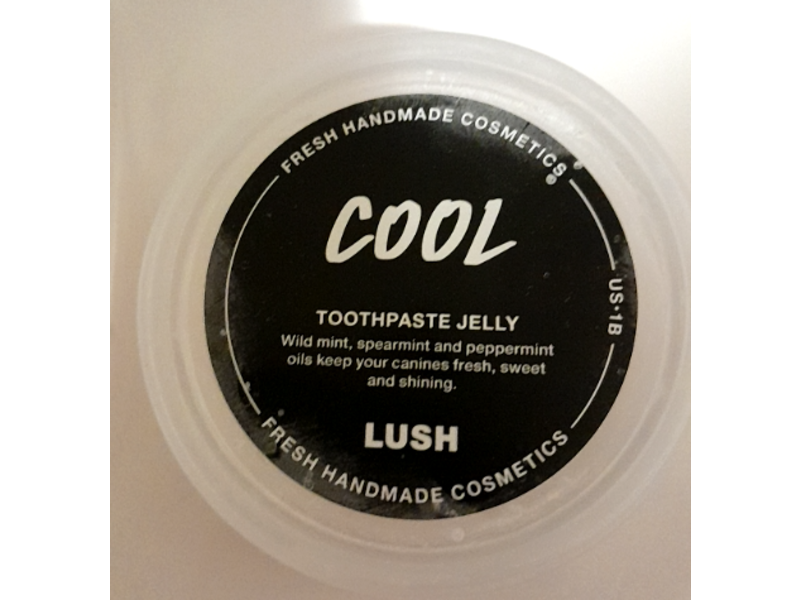 FRESH HANDMADE COSMETICS®
COOL
US·1B
TOOTHPASTE JELLY
Wild mint, spearmint and peppermint
oils keep your canines fresh, sweet
and shining.
LUSH
FRESH HANDMADE COSMETICS